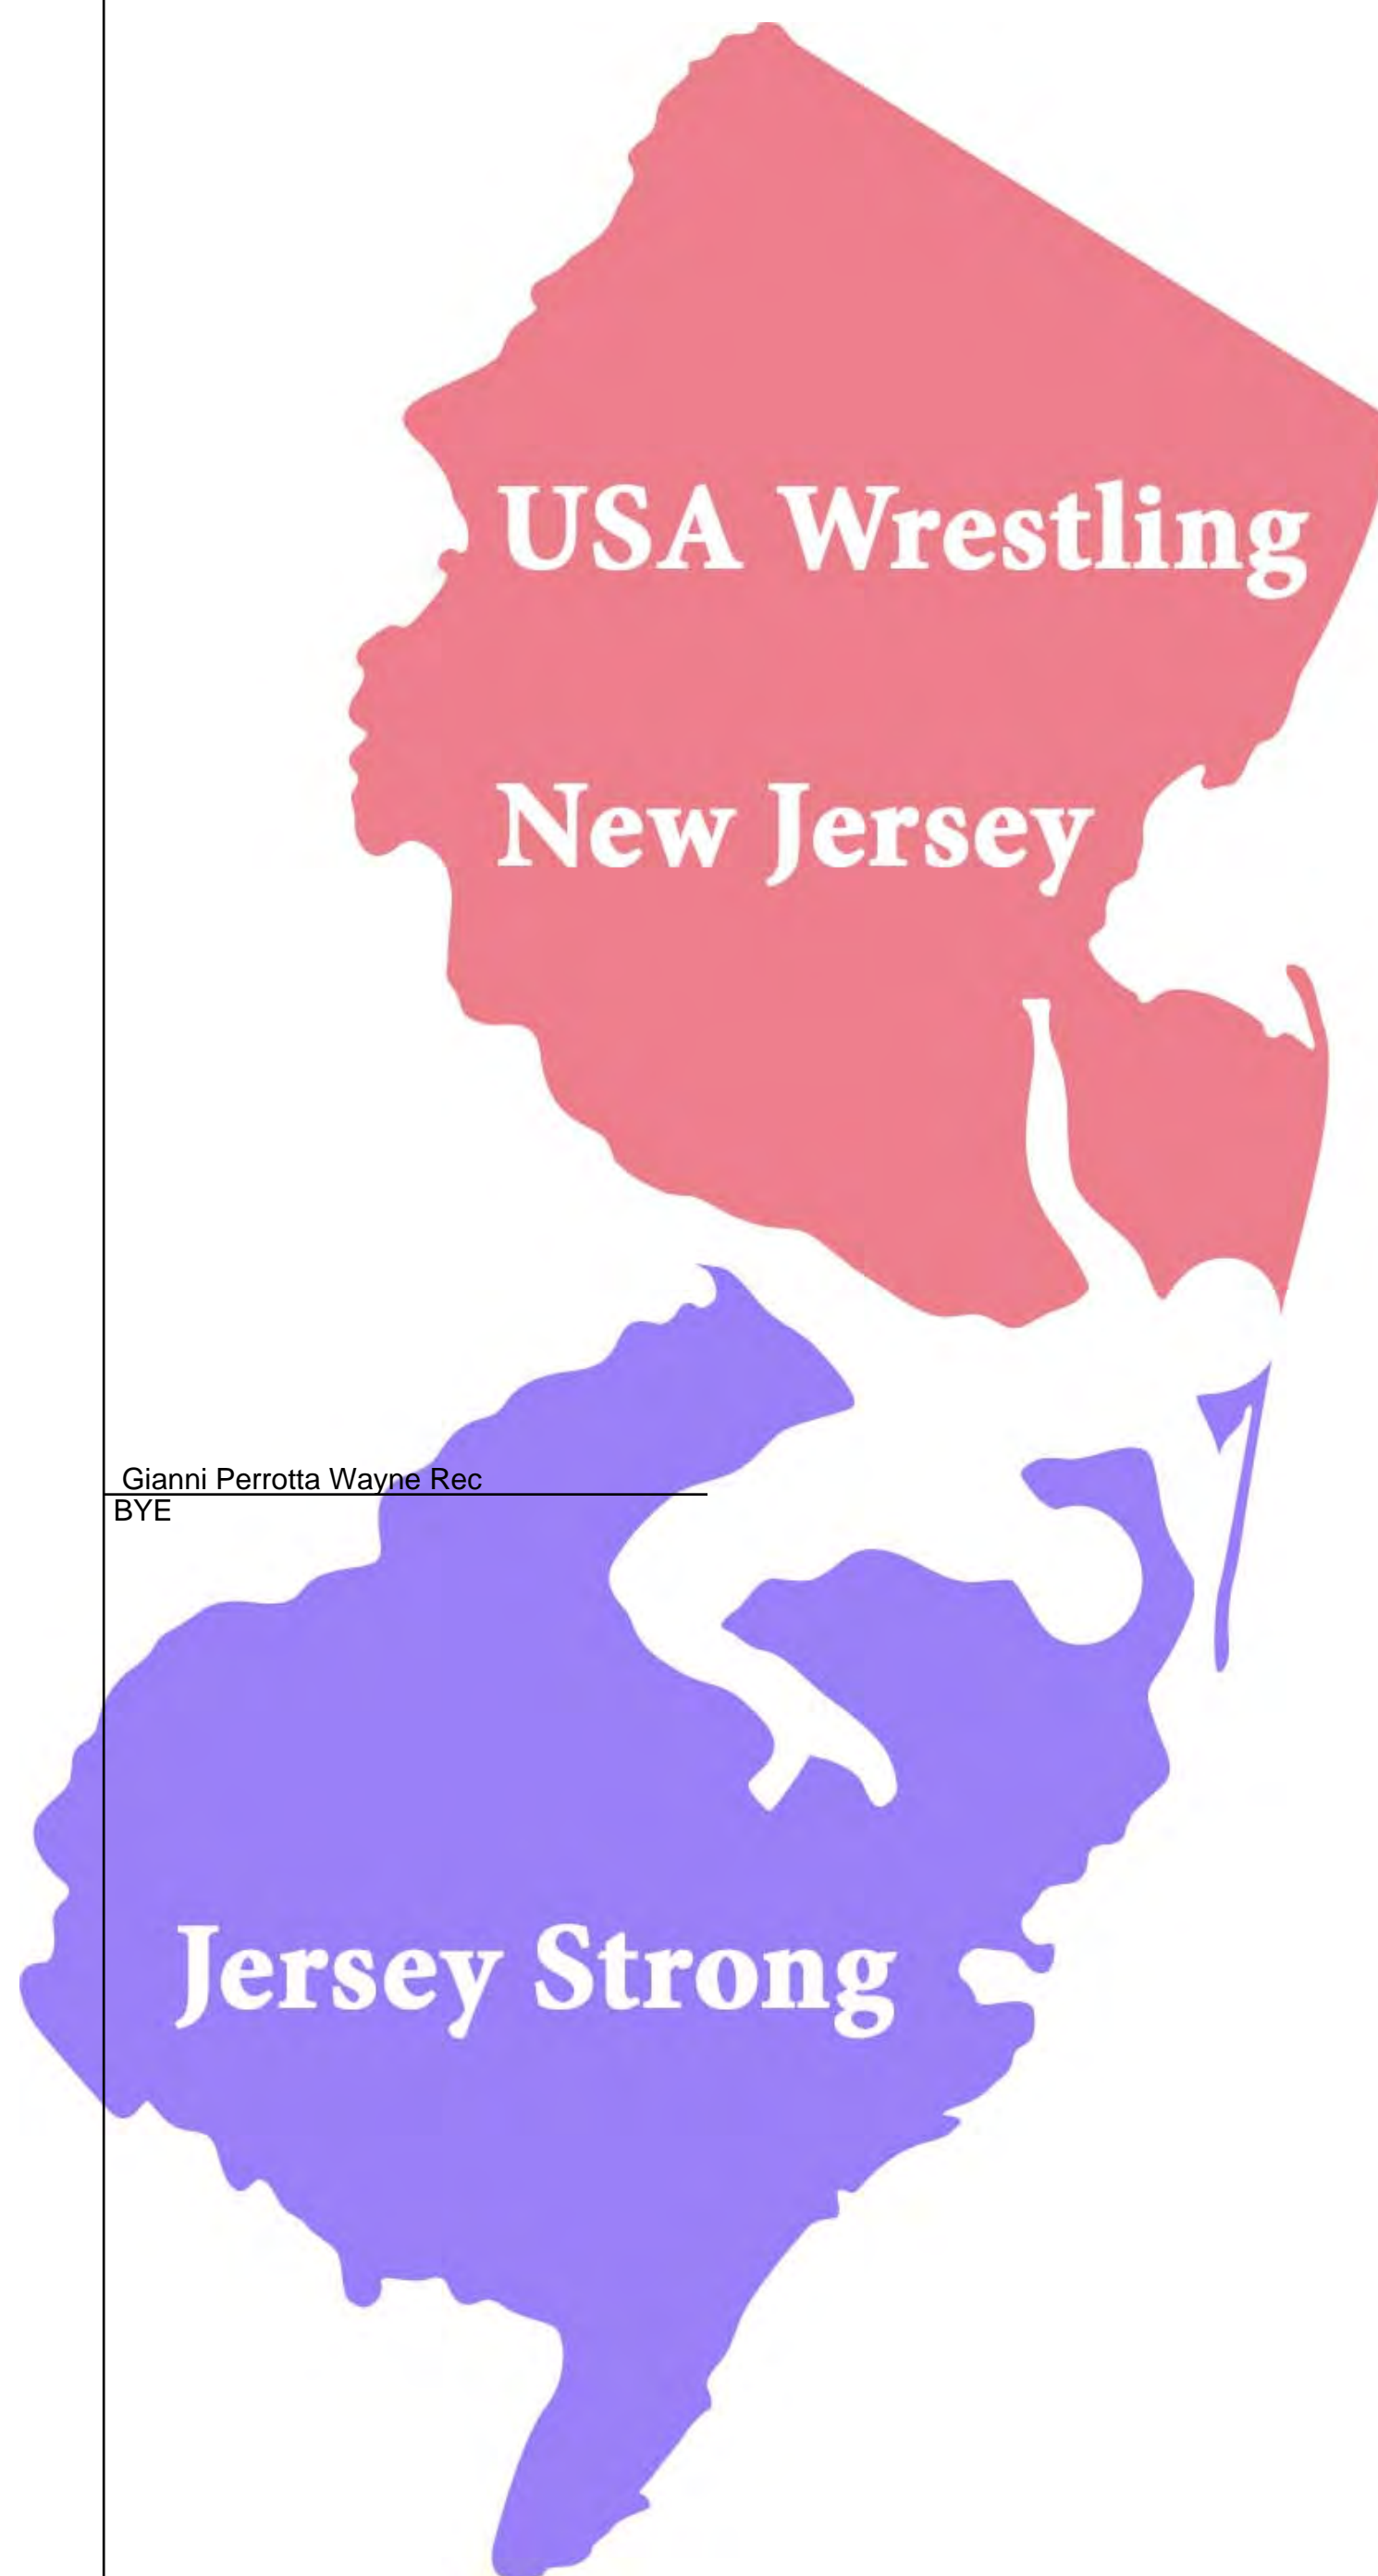 USA Wrestling
New Jersey
Gianni Perrotta Wayne Rec
BYE
Jersey Strong